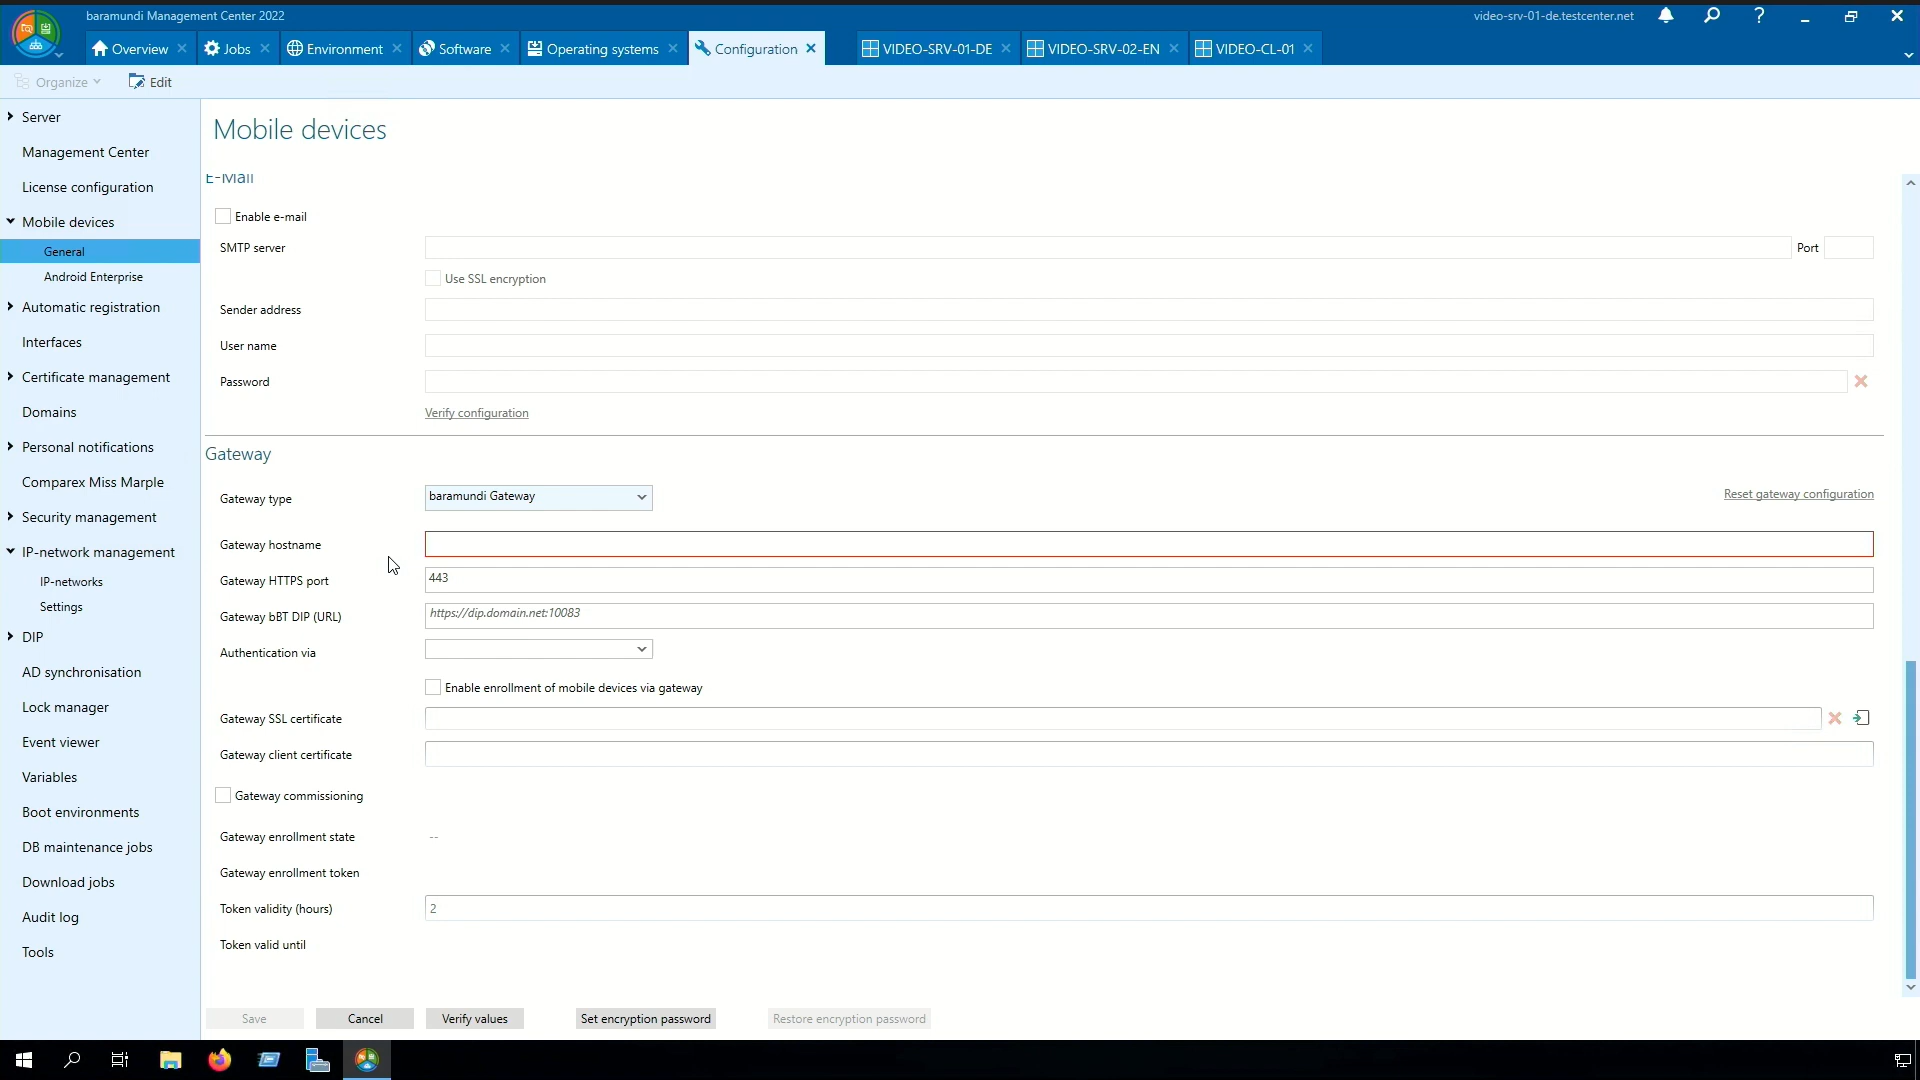 baramundi Management Center 2022
video-srv-01-de.testcenter.net
Overview
Jobs
Environment
Software
Operating systems
Configuration
VIDEO-SRV-01-DE
VIDEO-SRV-02-EN
VIDEO-CL-01
Organize
Edit
Server
Management Center
License configuration
Mobile devices
General
Android Enterprise
Automatic registration
Interfaces
Certificate management
Domains
Personal notifications
Comparex Miss Marple
Security management
IP-network management
IP-networks
Settings
DIP
AD synchronisation
Lock manager
Event viewer
Variables
Boot environments
DB maintenance jobs
Download jobs
Audit log
Tools
Mobile devices
E-Mail
Enable e-mail
SMTP server
Port
Use SSL encryption
Sender address
User name
Password
Verify configuration
Gateway
Gateway type
baramundi Gateway
Reset gateway configuration
Gateway hostname
Gateway HTTPS port
443
Gateway bBT DIP (URL)
https://dip.domain.net:10083
Authentication via
Enable enrollment of mobile devices via gateway
Gateway SSL certificate
Gateway client certificate
Gateway commissioning
Gateway enrollment state
--
Gateway enrollment token
Token validity (hours)
2
Token valid until
Save
Cancel
Verify values
Set encryption password
Restore encryption password